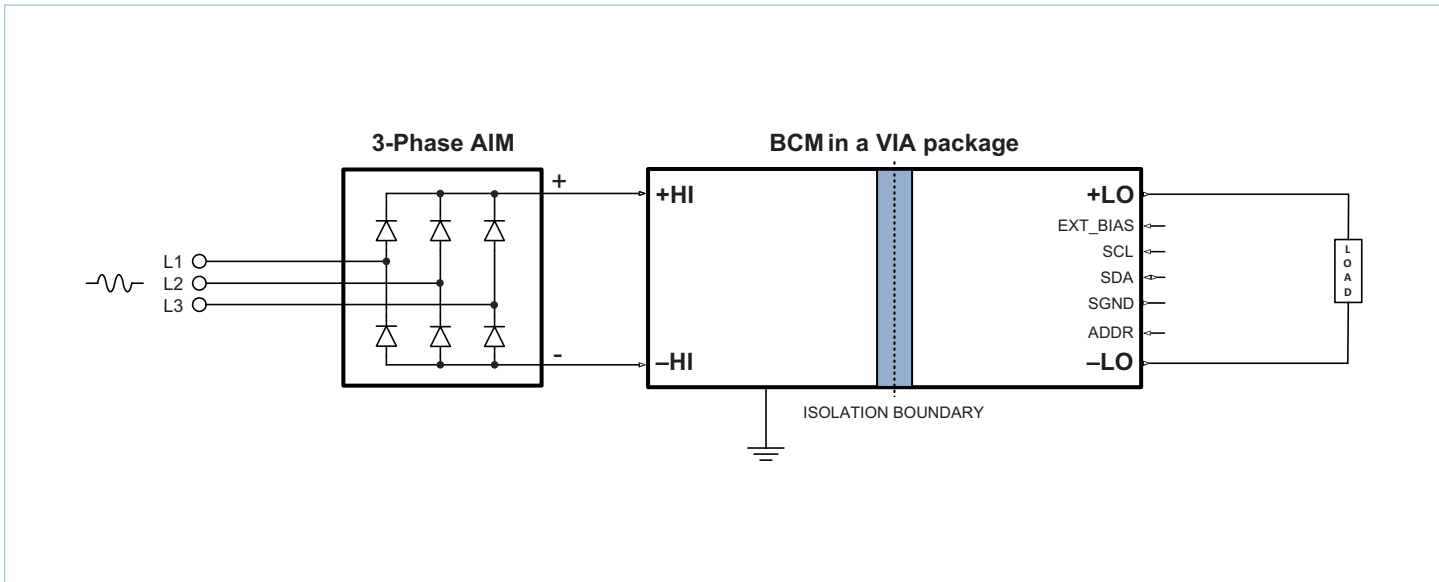 3-Phase AIM
BCM in a VIA package
+
+HI
+LO
EXT_BIAS
SCL
L1
L2
L3
SDA
SGND
ADDR
-
–HI
–LO
LOAD
ISOLATION BOUNDARY